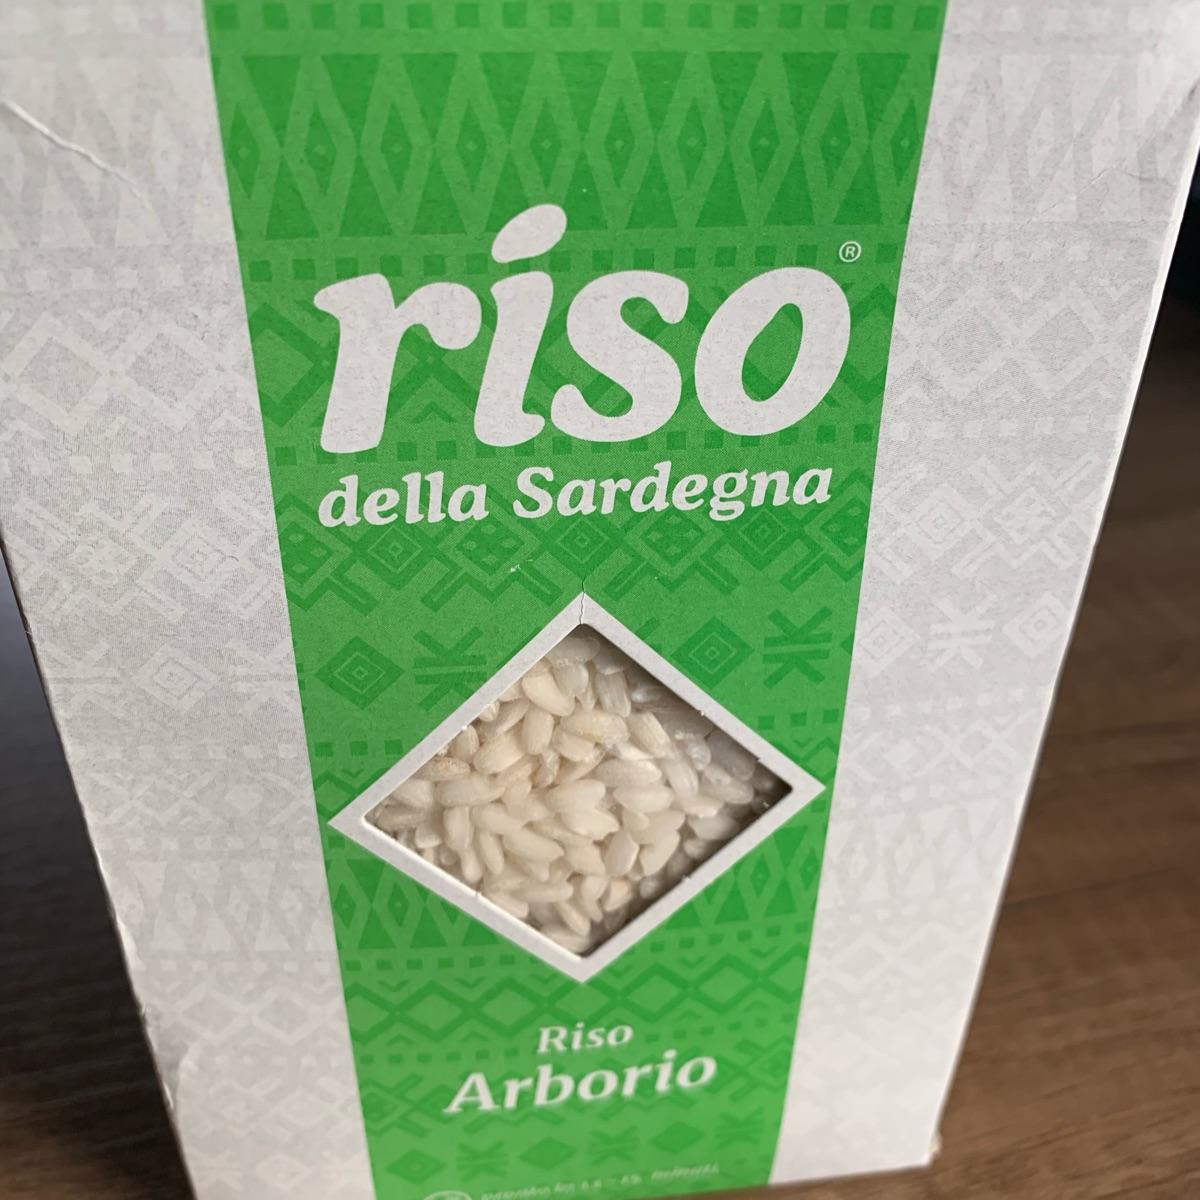 riso ®
della Sardegna
Riso
Arborio